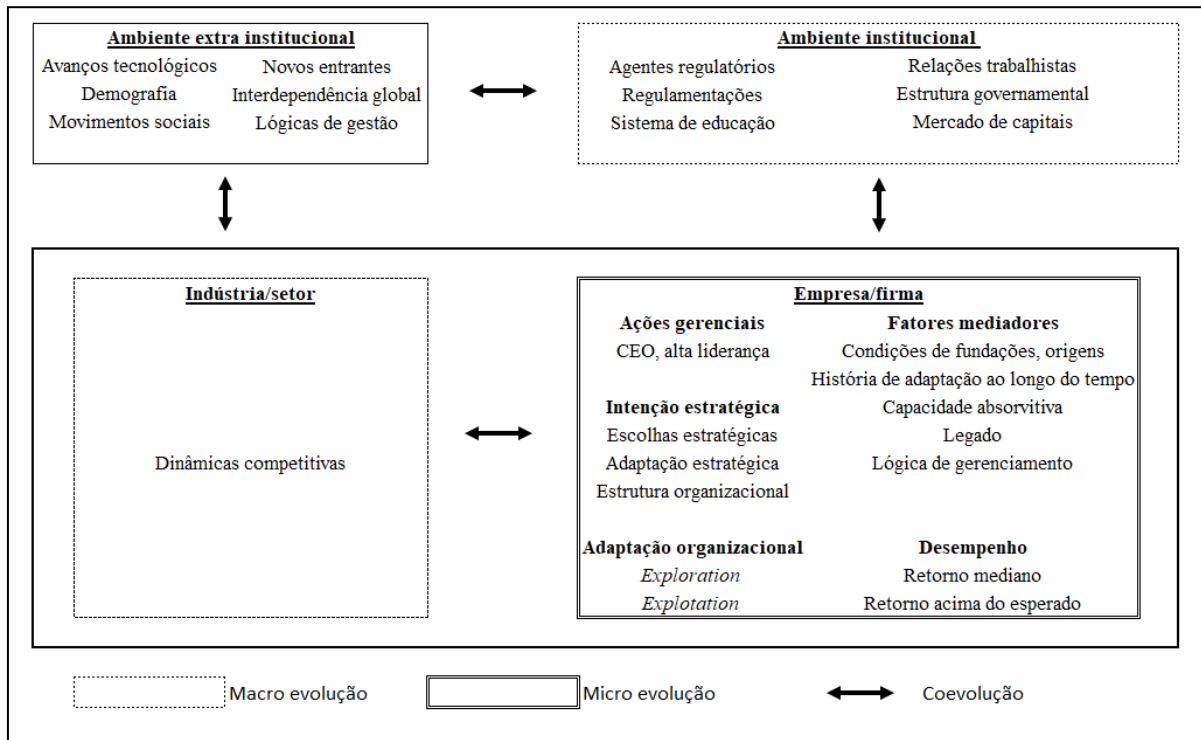 Ambiente extra institucional
Avanços tecnológicos Novos entrantes
Demografia Interdependência global
Movimentos sociais Lógicas de gestão
Ambiente institucional
Agentes regulatórios Relações trabalhistas
Regulamentações Estrutura governamental
Sistema de educação Mercado de capitais
Indústria/setor
Dinâmicas competitivas
Empresa/firma
Ações gerenciais Fatores mediadores
CEO, alta liderança Condições de fundações, origens
História de adaptação ao longo do tempo
Intenção estratégica Capacidade absorvitiva
Escolhas estratégicas Legado
Adaptação estratégica Lógica de gerenciamento
Estrutura organizacional
Adaptação organizacional Desempenho
Exploration Retorno mediano
Explotation Retorno acima do esperado
Macro evolução Micro evolução Coevolução